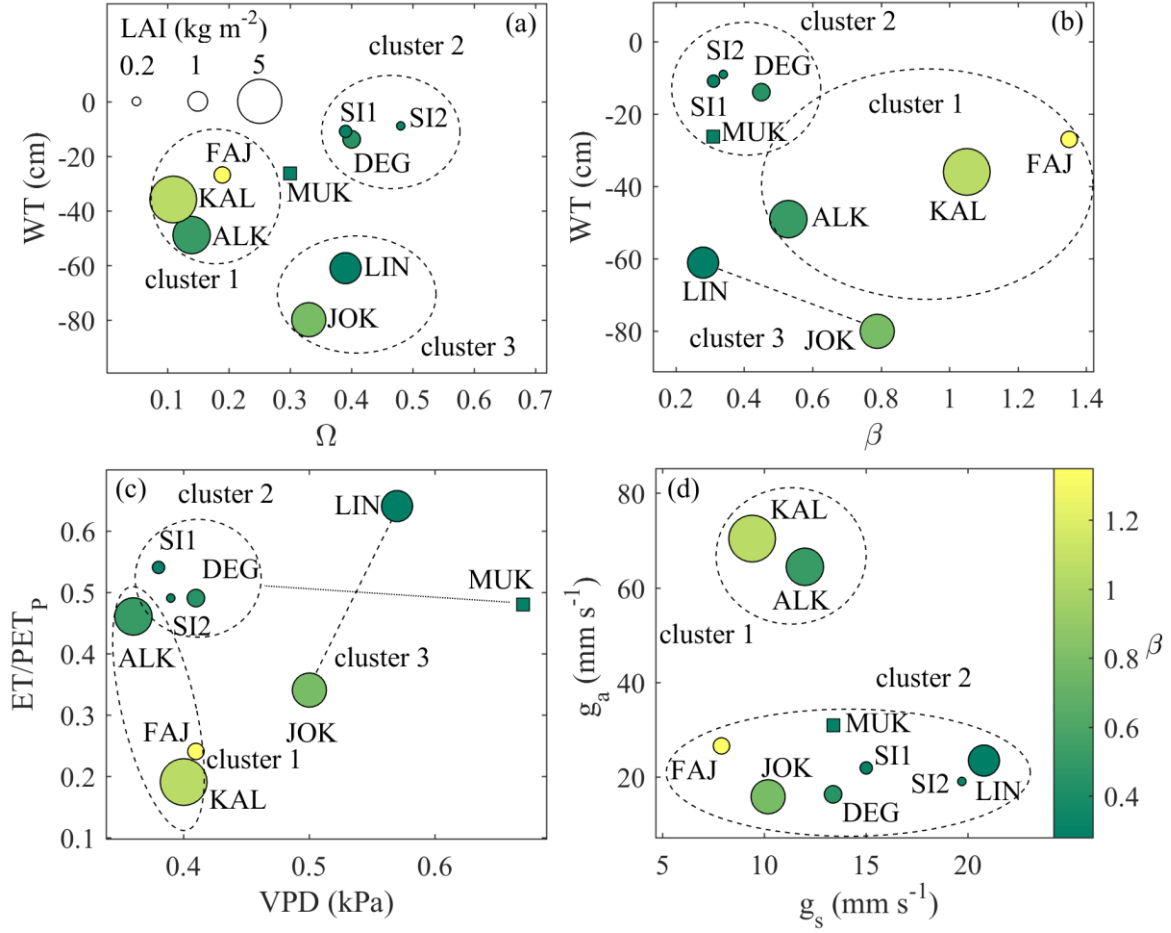 LAI (kg m⁻²)
0.2 1 5
(a)
cluster 2
SI1
SI2
DEG
FAJ
MUK
KAL
ALK
cluster 1
LIN
JOK
cluster 3
0
-20
-40
-60
-80
WT (cm)
0.1 0.2 0.3 0.4 0.5 0.6 0.7
Ω
(b)
cluster 2
SI2
DEG
SI1
MUK
cluster 1
FAJ
KAL
ALK
LIN
cluster 3
JOK
0
-20
-40
-60
-80
WT (cm)
0.2 0.4 0.6 0.8 1 1.2 1.4
β
(c)
cluster 2
LIN
SI1
DEG
MUK
SI2
ALK
cluster 3
JOK
FAJ
cluster 1
KAL
0.6
0.5
0.4
0.3
0.2
0.1
ET/PET_P
0.4 0.5 0.6
VPD (kPa)
(d)
KAL
ALK
cluster 1
cluster 2
MUK
FAJ
JOK
SI1
DEG
SI2
LIN
80
60
40
20
gₐ (mm s⁻¹)
5 10 15 20
gₛ (mm s⁻¹)
1.2
1
0.8
0.6
0.4
β